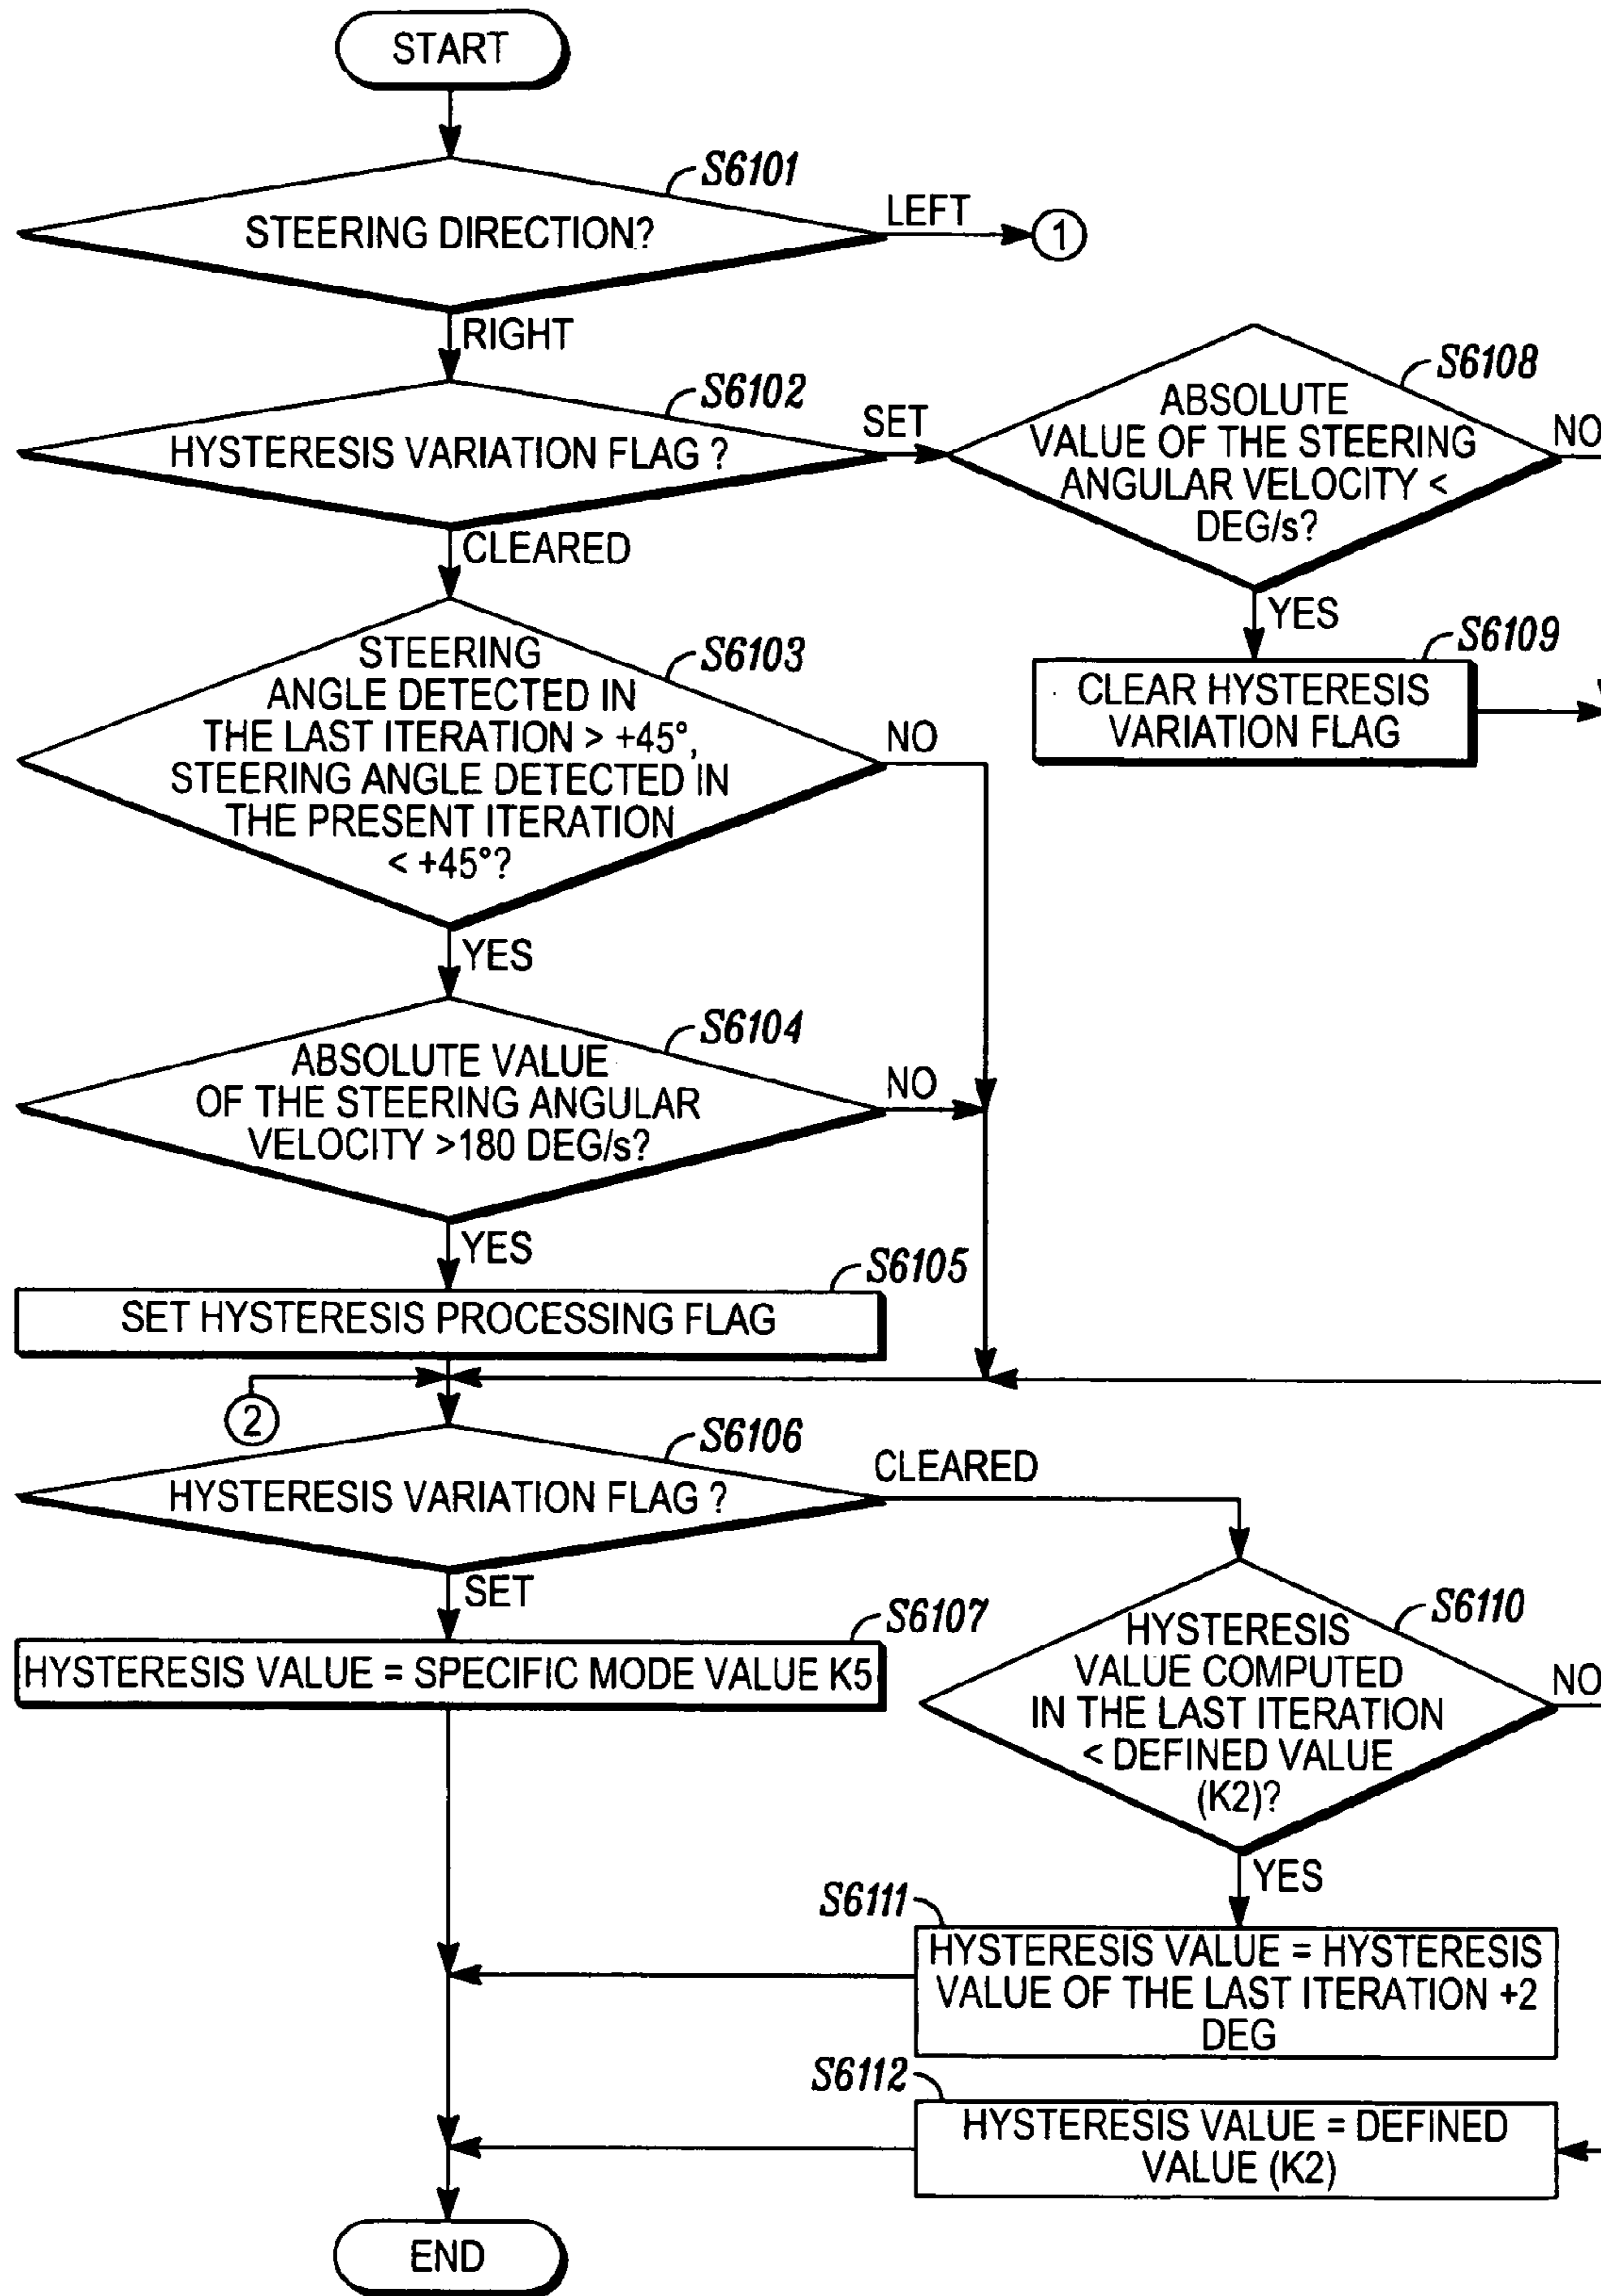 START
S6101
STEERING DIRECTION?
LEFT
1
RIGHT
S6102
HYSTERESIS VARIATION FLAG ?
SET
S6108
ABSOLUTE
VALUE OF THE STEERING
ANGULAR VELOCITY <
DEG/s?
NO
CLEARED
YES
S6109
CLEAR HYSTERESIS
VARIATION FLAG
S6103
STEERING
ANGLE DETECTED IN
THE LAST ITERATION > +45°,
STEERING ANGLE DETECTED IN
THE PRESENT ITERATION
< +45°?
NO
YES
S6104
ABSOLUTE VALUE
OF THE STEERING ANGULAR
VELOCITY >180 DEG/s?
NO
YES
S6105
SET HYSTERESIS PROCESSING FLAG
2
S6106
HYSTERESIS VARIATION FLAG ?
CLEARED
SET
S6107
HYSTERESIS VALUE = SPECIFIC MODE VALUE K5
S6110
HYSTERESIS
VALUE COMPUTED
IN THE LAST ITERATION
< DEFINED VALUE
(K2)?
NO
YES
S6111
HYSTERESIS VALUE = HYSTERESIS
VALUE OF THE LAST ITERATION +2
DEG
S6112
HYSTERESIS VALUE = DEFINED
VALUE (K2)
END